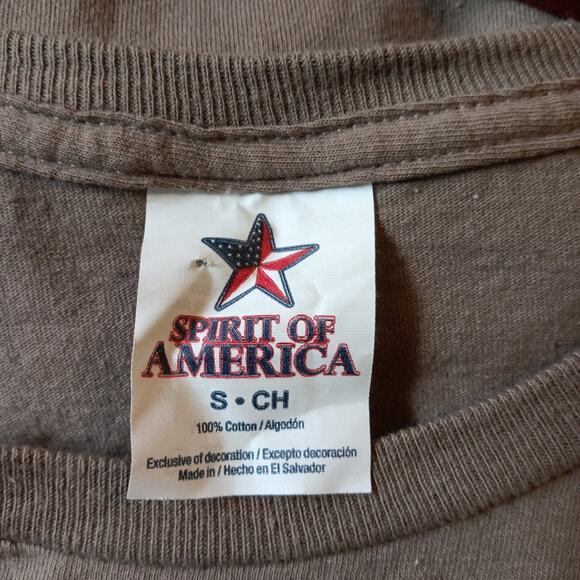 SPIRIT OF
AMERICA
S • CH
100% Cotton / Algodón
Exclusive of decoration / Excepto decoración
Made in / Hecho en El Salvador